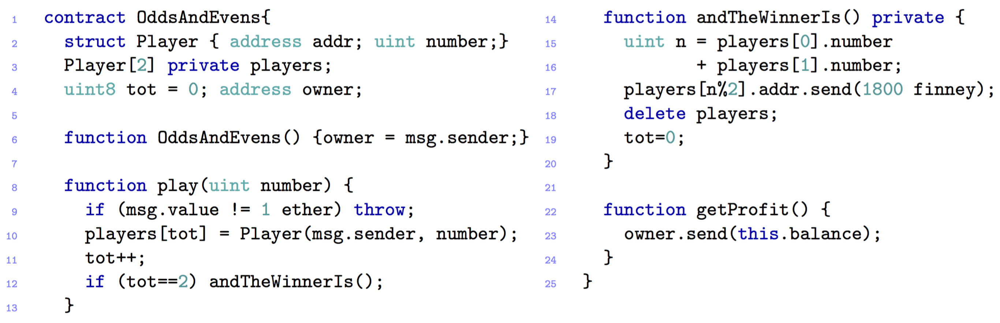 1 contract OddsAndEvens{
2 struct Player { address addr; uint number;}
3 Player[2] private players;
4 uint8 tot = 0; address owner;
5
6 function OddsAndEvens() {owner = msg.sender;}
7
8 function play(uint number) {
9 if (msg.value != 1 ether) throw;
10 players[tot] = Player(msg.sender, number);
11 tot++;
12 if (tot==2) andTheWinnerIs();
13 }
14 function andTheWinnerIs() private {
15 uint n = players[0].number
16 + players[1].number;
17 players[n%2].addr.send(1800 finney);
18 delete players;
19 tot=0;
20 }
21
22 function getProfit() {
23 owner.send(this.balance);
24 }
25 }